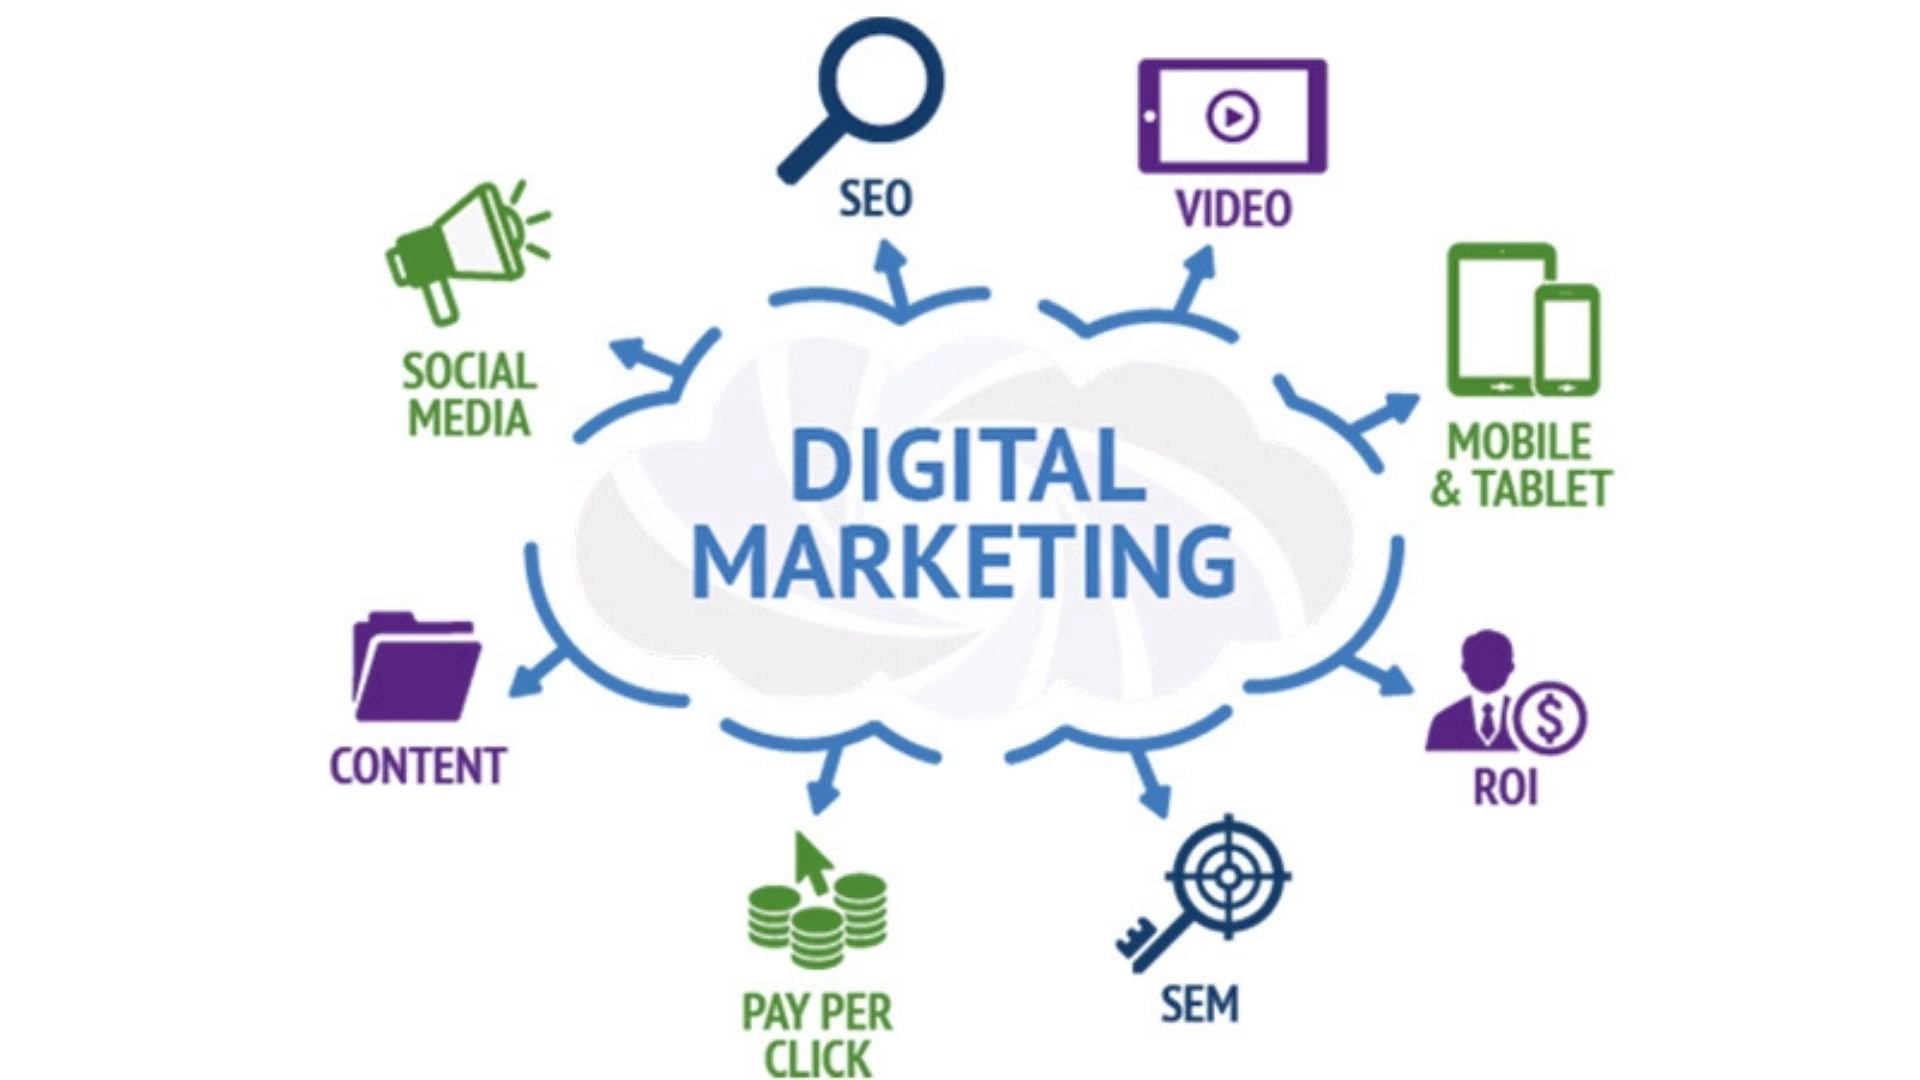 SEO
VIDEO
SOCIAL
MEDIA
MOBILE
& TABLET
DIGITAL
MARKETING
CONTENT
ROI
PAY PER
CLICK
SEM
$